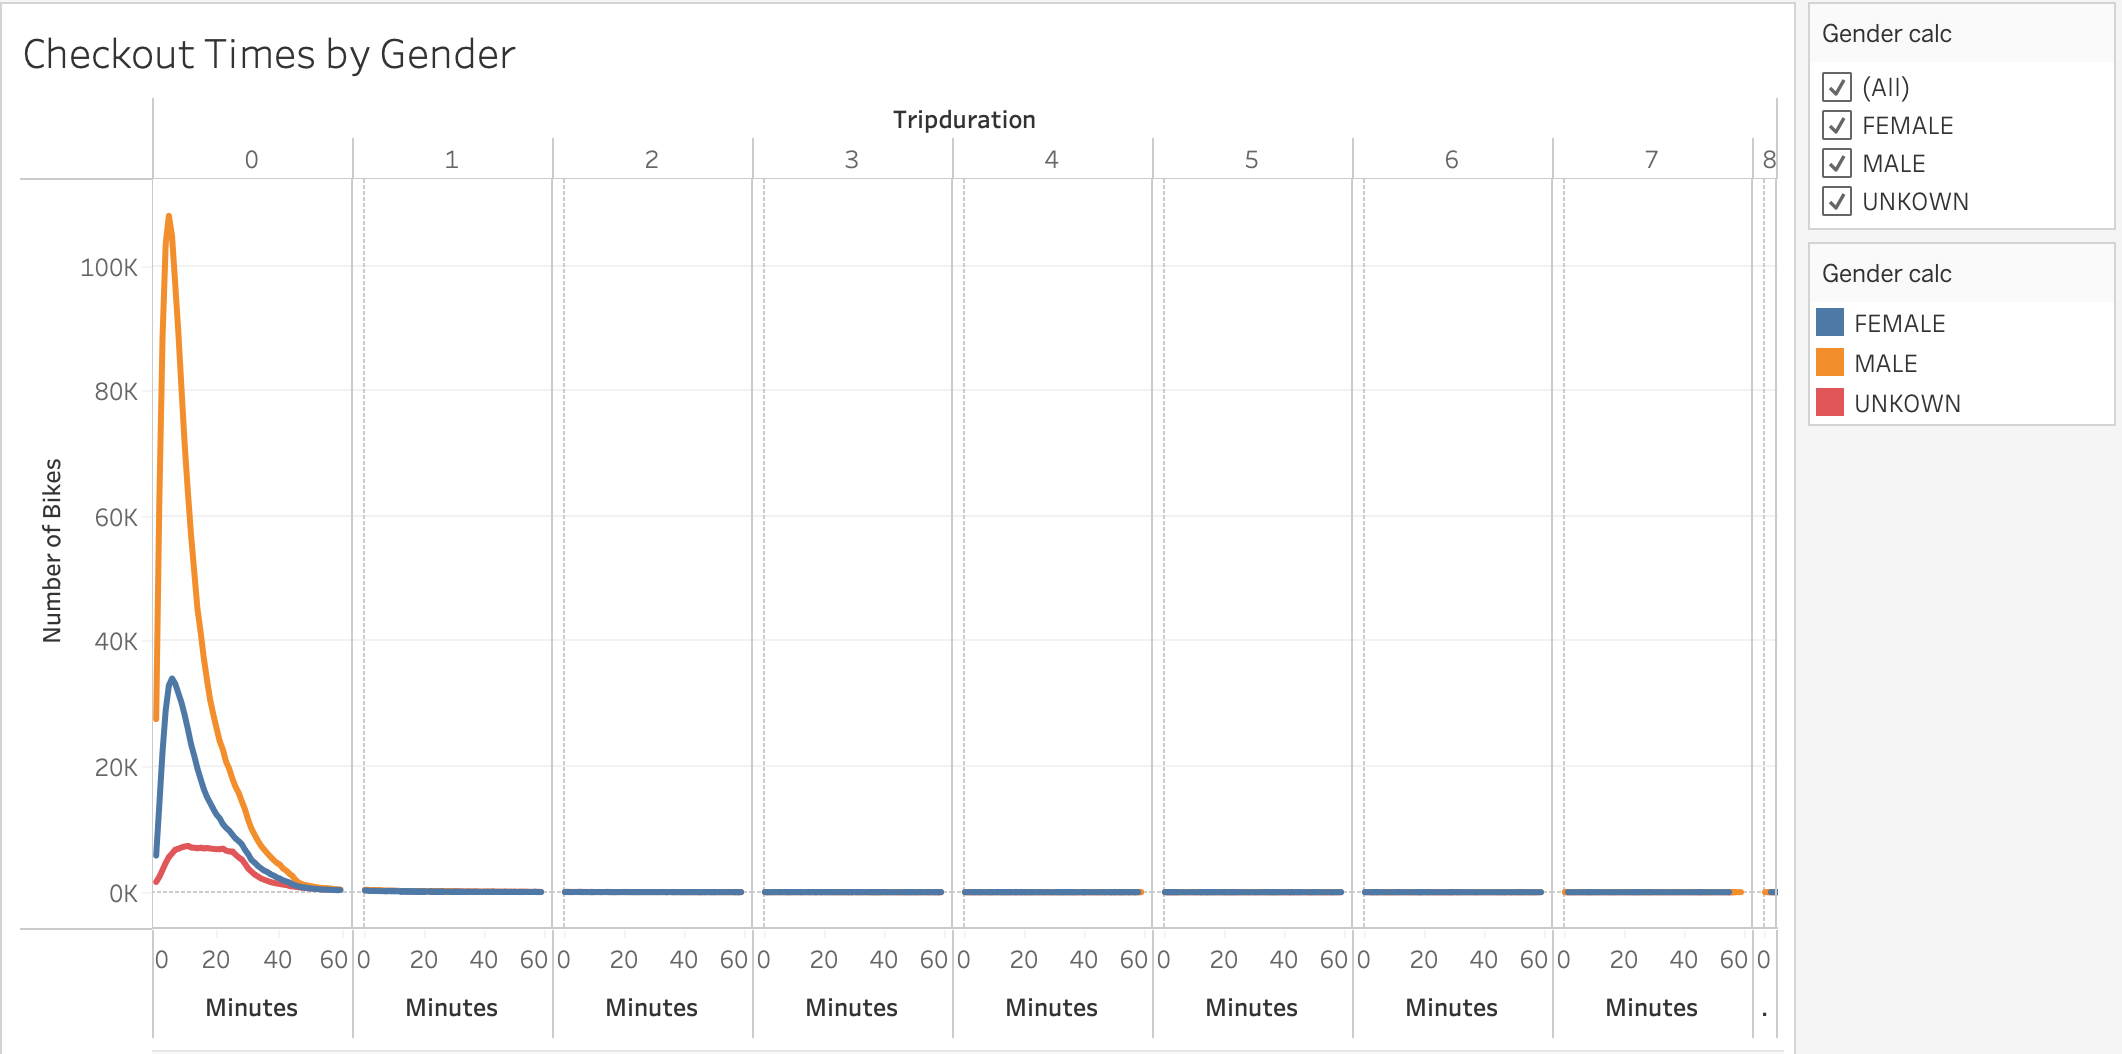 Checkout Times by Gender
Tripduration
0 1 2 3 4 5 6 7 8
Number of Bikes
100K
80K
60K
40K
20K
0K
0 20 40 60 0 20 40 60 0 20 40 60 0 20 40 60 0 20 40 60 0 20 40 60 0 20 40 60 0 20 40 60 0
Minutes Minutes Minutes Minutes Minutes Minutes Minutes Minutes .
Gender calc
(All)
FEMALE
MALE
UNKOWN
Gender calc
FEMALE
MALE
UNKOWN